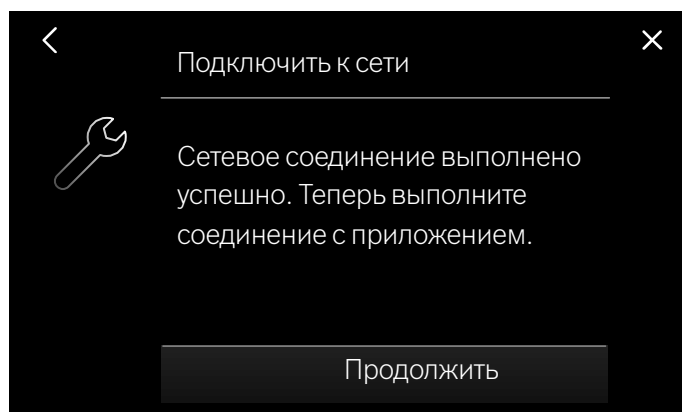 Подключить к сети
Сетевое соединение выполнено
успешно. Теперь выполните
соединение с приложением.
Продолжить